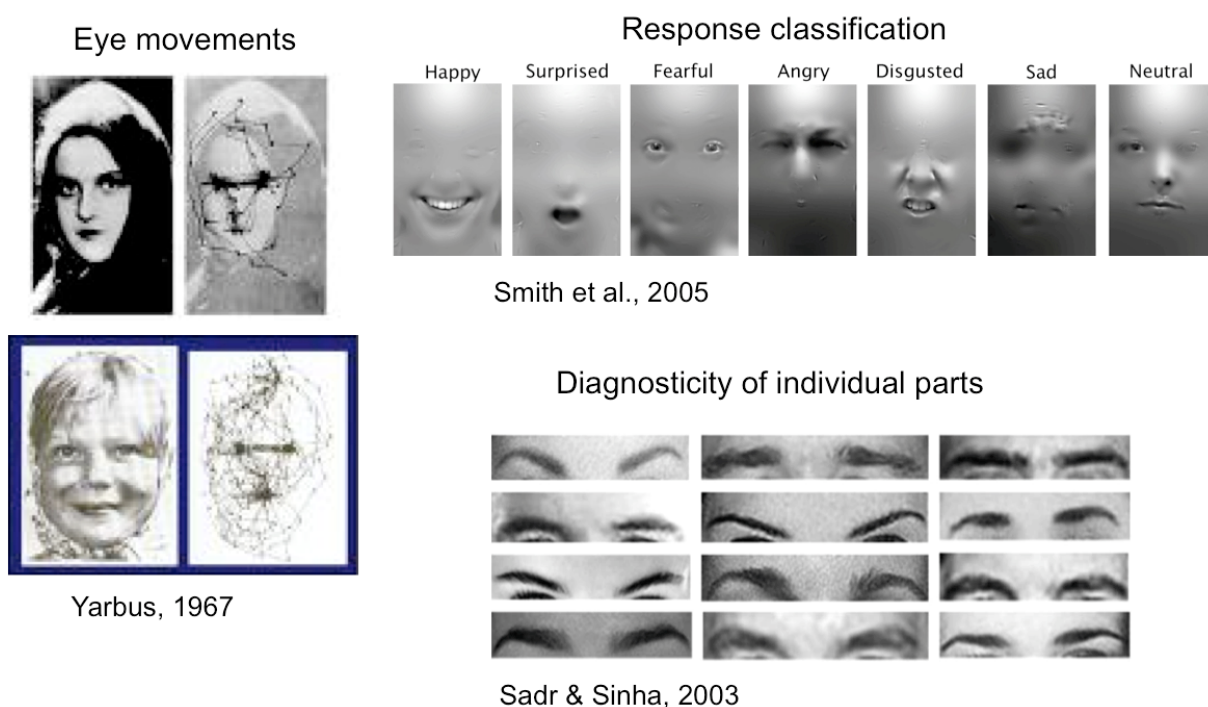 Eye movements
Response classification
Happy Surprised Fearful Angry Disgusted Sad Neutral
Smith et al., 2005
Diagnosticity of individual parts
Yarbus, 1967
Sadr & Sinha, 2003